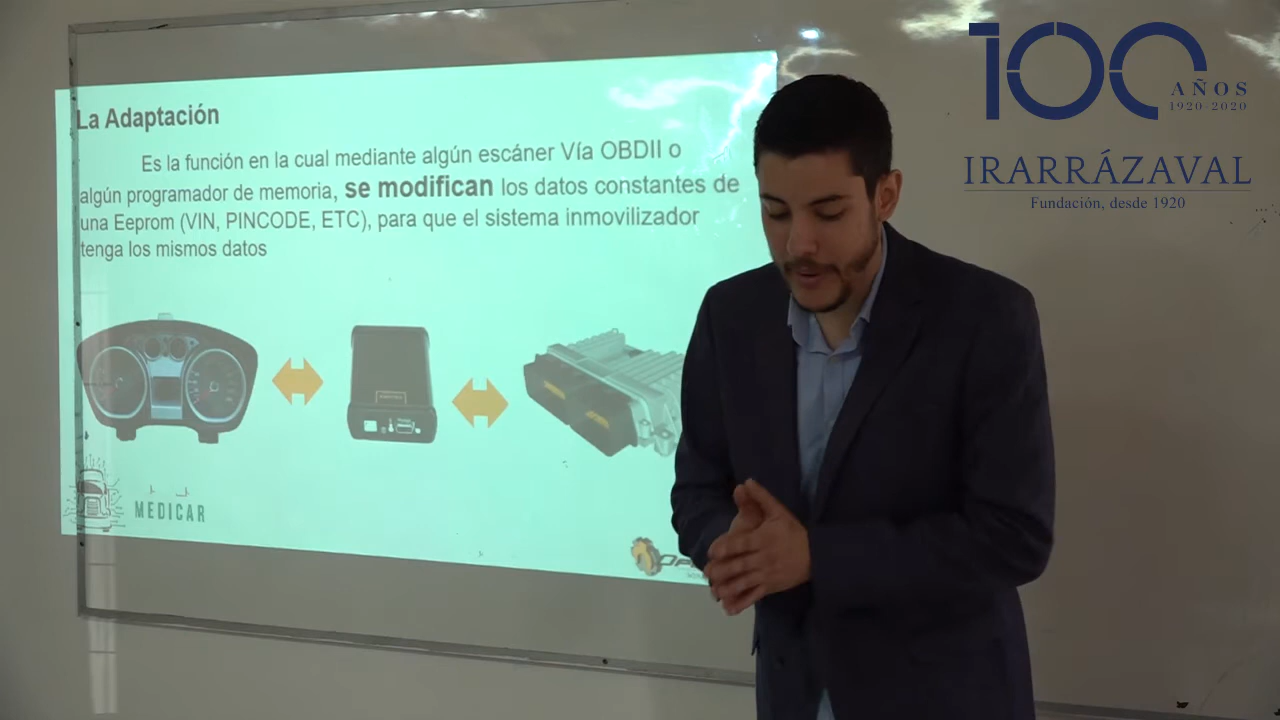 La Adaptación
Es la función en la cual mediante algún escáner Vía OBDII o
algún programador de memoria, se modifican los datos constantes de
una Eeprom (VIN, PINCODE, ETC), para que el sistema inmovilizador
tenga los mismos datos
MEDICAR
100
AÑOS
1920-2020
IRARRÁZAVAL
Fundación, desde 1920